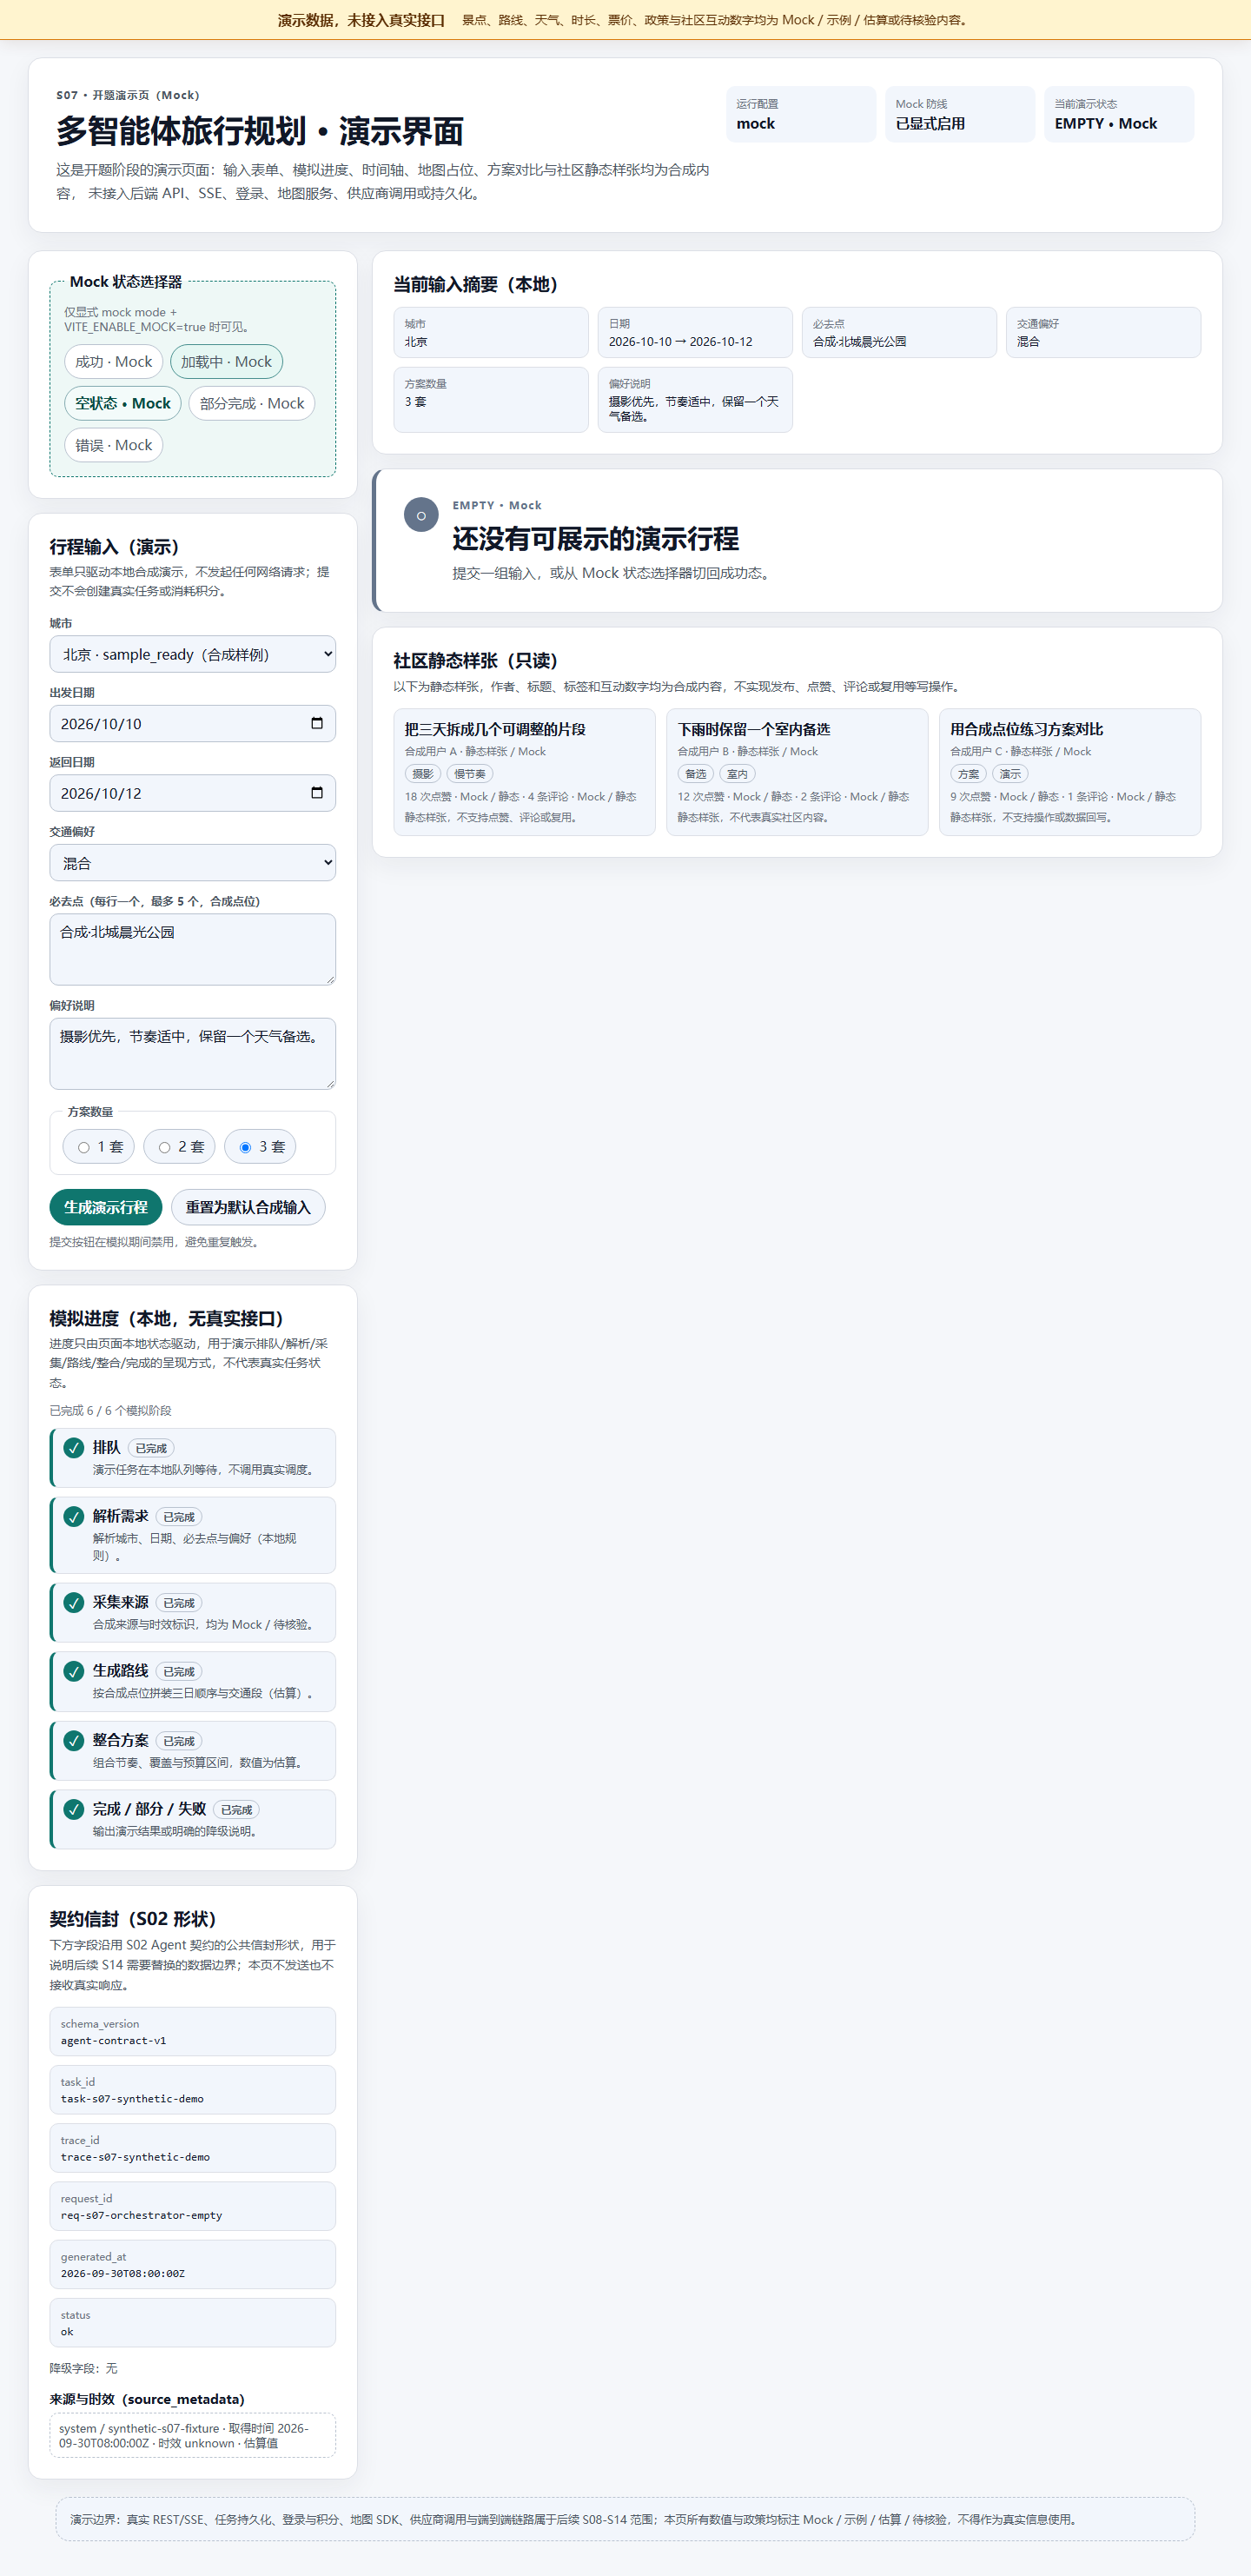 演示数据，未接入真实接口 景点、路线、天气、时长、票价、政策与社区互动数字均为 Mock / 示例 / 估算或待核验内容。
S07 • 开题演示页（Mock）
多智能体旅行规划 • 演示界面
这是开题阶段的演示页面：输入表单、模拟进度、时间轴、地图占位、方案对比与社区静态样张均为合成内
容， 未接入后端 API、SSE、登录、地图服务、供应商调用或持久化。
运行配置
mock
Mock 防线
已显式启用
当前演示状态
EMPTY • Mock
Mock 状态选择器
仅显式 mock mode +
VITE_ENABLE_MOCK=true 时可见。
成功 · Mock
加载中 · Mock
空状态 • Mock
部分完成 · Mock
错误 · Mock
行程输入（演示）
表单只驱动本地合成演示，不发起任何网络请求；提
交不会创建真实任务或消耗积分。
城市
北京 · sample_ready（合成样例）
出发日期
2026/10/10
返回日期
2026/10/12
交通偏好
混合
必去点（每行一个，最多 5 个，合成点位）
合成·北城晨光公园
偏好说明
摄影优先，节奏适中，保留一个天气备选。
方案数量
1 套
2 套
3 套
生成演示行程
重置为默认合成输入
提交按钮在模拟期间禁用，避免重复触发。
模拟进度（本地，无真实接口）
进度只由页面本地状态驱动，用于演示排队/解析/采
集/路线/整合/完成的呈现方式，不代表真实任务状
态。
已完成 6 / 6 个模拟阶段
✓ 排队 已完成
演示任务在本地队列等待，不调用真实调度。
✓ 解析需求 已完成
解析城市、日期、必去点与偏好（本地规
则）。
✓ 采集来源 已完成
合成来源与时效标识，均为 Mock / 待核验。
✓ 生成路线 已完成
按合成点位拼装三日顺序与交通段（估算）。
✓ 整合方案 已完成
组合节奏、覆盖与预算区间，数值为估算。
✓ 完成 / 部分 / 失败 已完成
输出演示结果或明确的降级说明。
契约信封（S02 形状）
下方字段沿用 S02 Agent 契约的公共信封形状，用于
说明后续 S14 需要替换的数据边界；本页不发送也不
接收真实响应。
schema_version
agent-contract-v1
task_id
task-s07-synthetic-demo
trace_id
trace-s07-synthetic-demo
request_id
req-s07-orchestrator-empty
generated_at
2026-09-30T08:00:00Z
status
ok
降级字段：无
来源与时效（source_metadata）
system / synthetic-s07-fixture · 取得时间 2026-
09-30T08:00:00Z · 时效 unknown · 估算值
当前输入摘要（本地）
城市
北京
日期
2026-10-10 → 2026-10-12
必去点
合成·北城晨光公园
交通偏好
混合
方案数量
3 套
偏好说明
摄影优先，节奏适中，保留一个天
气备选。
EMPTY • Mock
还没有可展示的演示行程
提交一组输入，或从 Mock 状态选择器切回成功态。
社区静态样张（只读）
以下为静态样张，作者、标题、标签和互动数字均为合成内容，不实现发布、点赞、评论或复用等写操作。
把三天拆成几个可调整的片段
合成用户 A · 静态样张 / Mock
摄影
慢节奏
18 次点赞 · Mock / 静态 · 4 条评论 · Mock / 静态
静态样张，不支持点赞、评论或复用。
下雨时保留一个室内备选
合成用户 B · 静态样张 / Mock
备选
室内
12 次点赞 · Mock / 静态 · 2 条评论 · Mock / 静态
静态样张，不代表真实社区内容。
用合成点位练习方案对比
合成用户 C · 静态样张 / Mock
方案
演示
9 次点赞 · Mock / 静态 · 1 条评论 · Mock / 静态
静态样张，不支持操作或数据回写。
演示边界：真实 REST/SSE、任务持久化、登录与积分、地图 SDK、供应商调用与端到端链路属于后续 S08-S14 范围；本页所有数值与政策均标注 Mock / 示例 / 估算 / 待核验，不得作为真实信息使用。